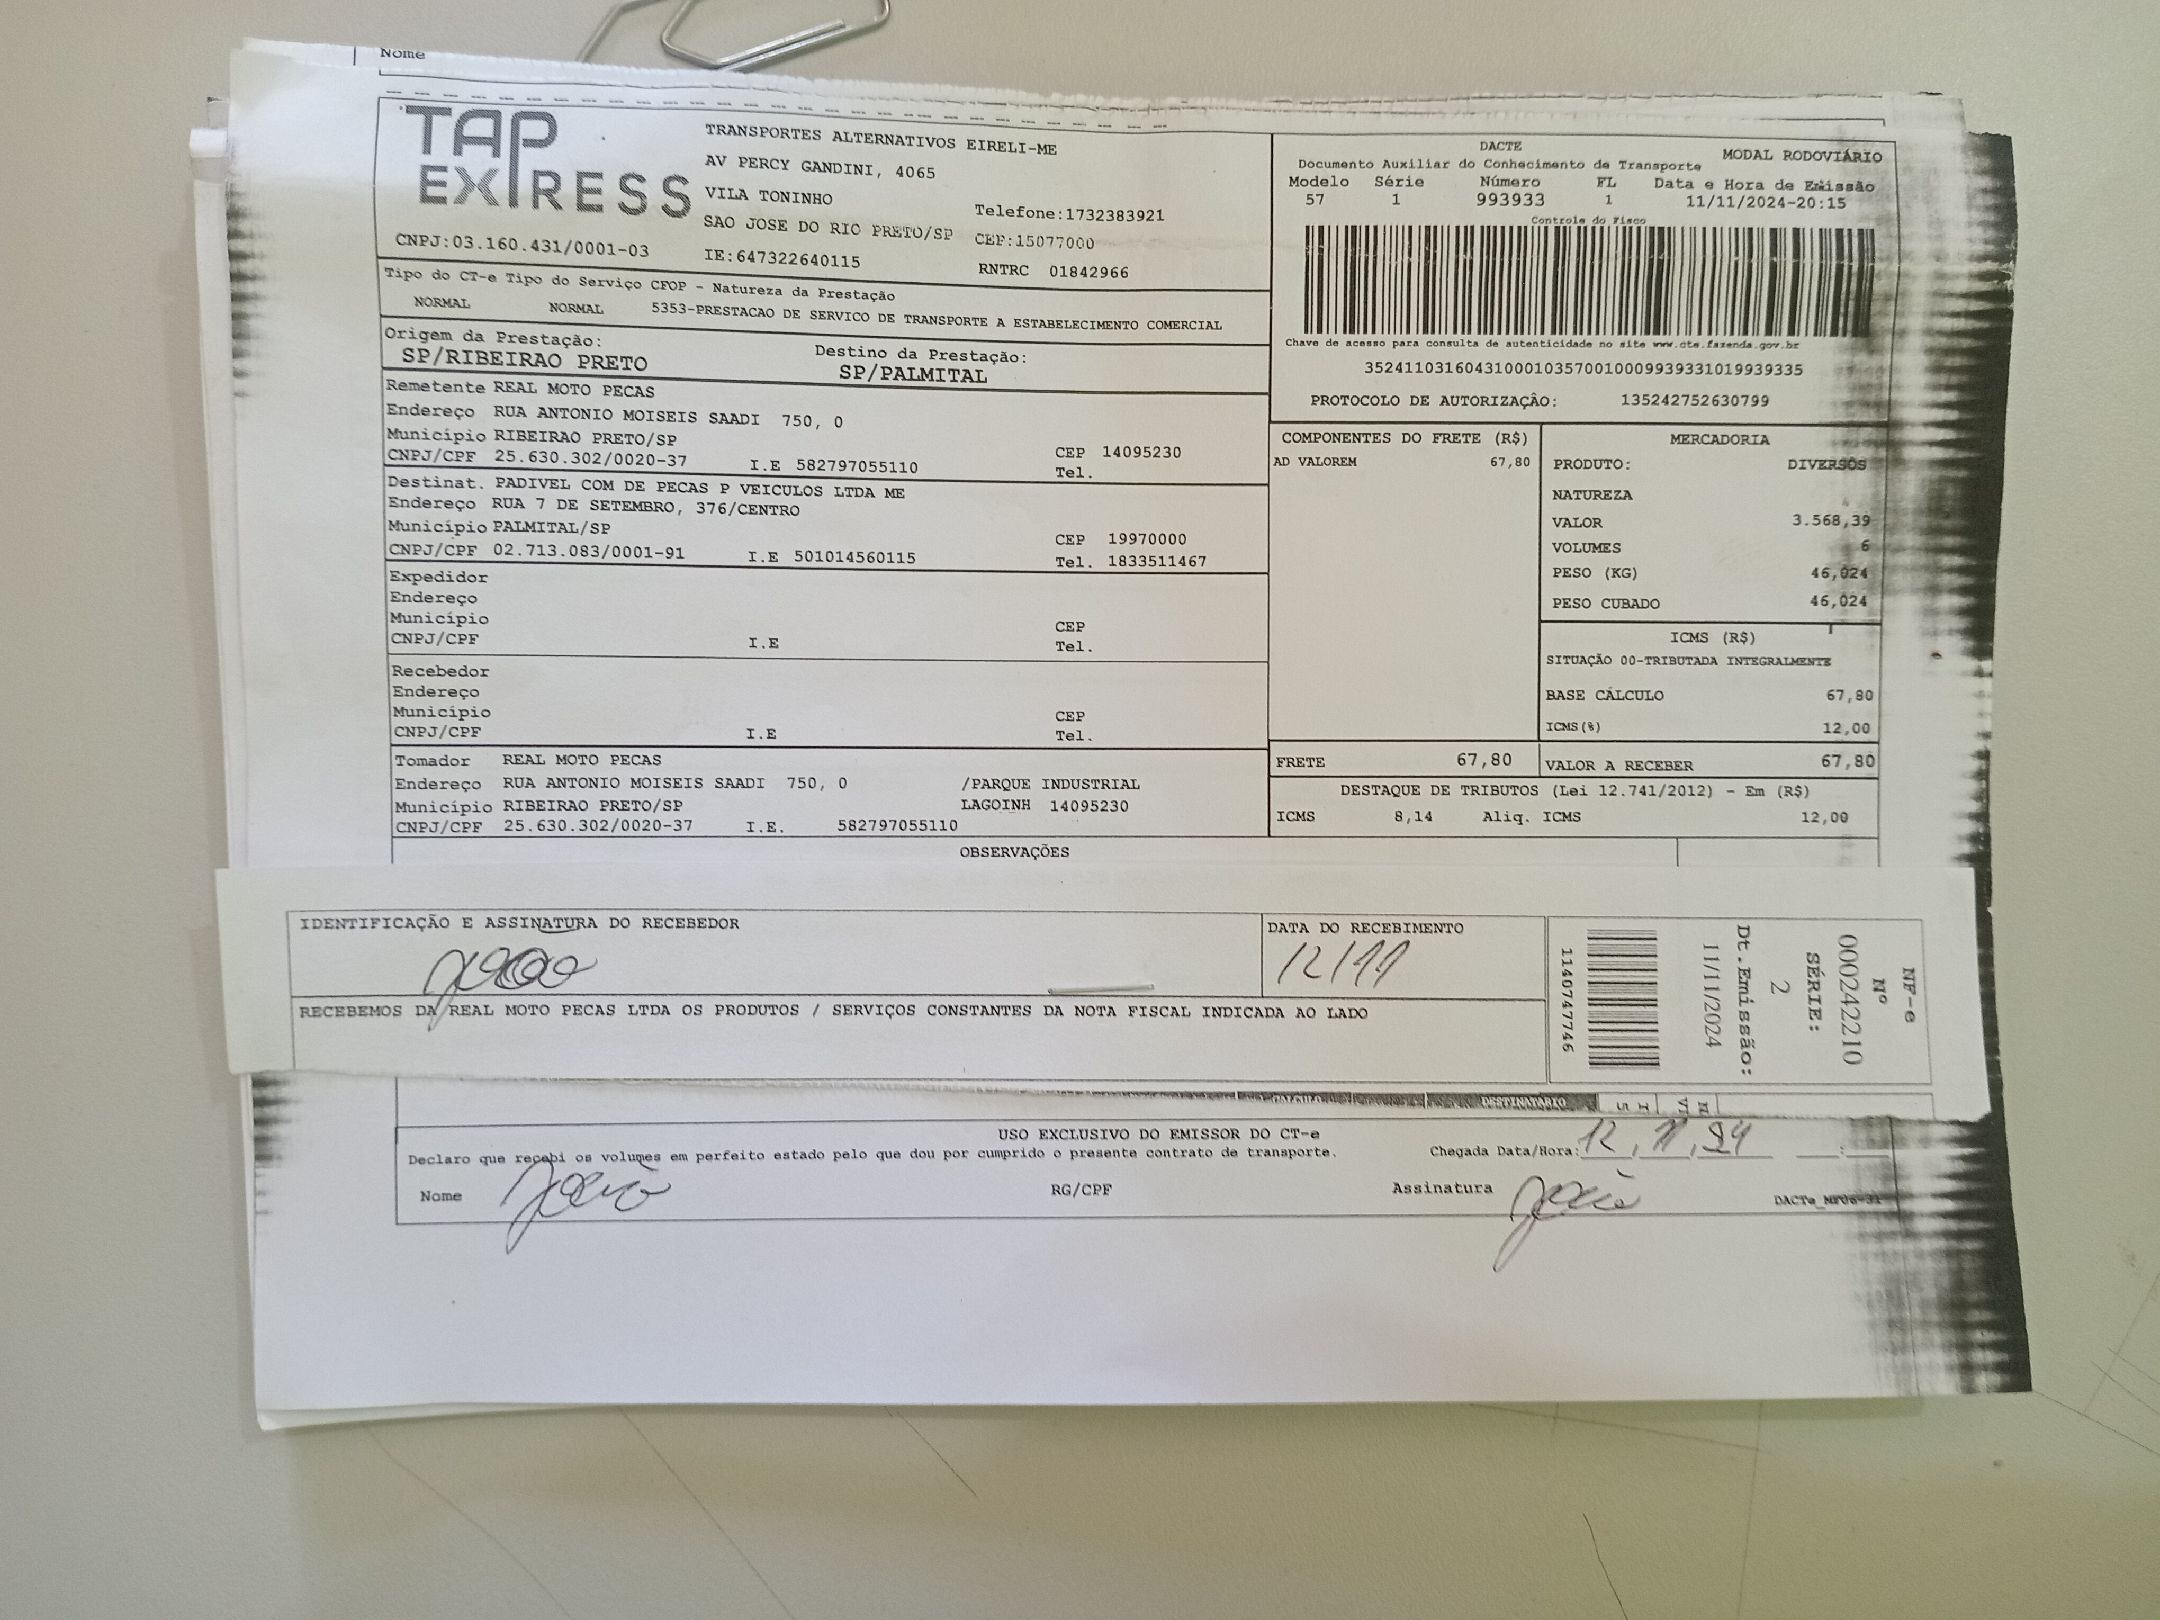 Nome
TAP EXPRESS
TRANSPORTES ALTERNATIVOS EIRELI-ME
AV PERCY GANDINI, 4065
VILA TONINHO
Telefone:1732383921
SAO JOSE DO RIO PRETO/SP CEP:15077000
CNPJ:03.160.431/0001-03 IE:647322640115 RNTRC 01842966
DACTE
Documento Auxiliar do Conhecimento de Transporte MODAL RODOVIÁRIO
Modelo Série Número FL Data e Hora de Emissão
57 1 993933 1 11/11/2024-20:15
Controle do Fisco
Chave de acesso para consulta de autenticidade no site www.cte.fazenda.gov.br
35241103160431000103570010009939331019939335
PROTOCOLO DE AUTORIZAÇÂO: 135242752630799
Tipo do CT-e Tipo do Serviço CFOP - Natureza da Prestação
NORMAL NORMAL 5353-PRESTACAO DE SERVICO DE TRANSPORTE A ESTABELECIMENTO COMERCIAL
Origem da Prestação: Destino da Prestação:
SP/RIBEIRAO PRETO SP/PALMITAL
Remetente REAL MOTO PECAS
Endereço RUA ANTONIO MOISEIS SAADI 750, 0
Município RIBEIRAO PRETO/SP CEP 14095230
CNPJ/CPF 25.630.302/0020-37 I.E 582797055110 Tel.
Destinat. PADIVEL COM DE PECAS P VEICULOS LTDA ME
Endereço RUA 7 DE SETEMBRO, 376/CENTRO
Município PALMITAL/SP CEP 19970000
CNPJ/CPF 02.713.083/0001-91 I.E 501014560115 Tel. 1833511467
Expedidor
Endereço
Município CEP
CNPJ/CPF I.E Tel.
Recebedor
Endereço
Município CEP
CNPJ/CPF I.E Tel.
Tomador REAL MOTO PECAS
Endereço RUA ANTONIO MOISEIS SAADI 750, 0 /PARQUE INDUSTRIAL
Município RIBEIRAO PRETO/SP LAGOINH 14095230
CNPJ/CPF 25.630.302/0020-37 I.E. 582797055110
COMPONENTES DO FRETE (R$)
AD VALOREM 67,80
MERCADORIA
PRODUTO: DIVERSOS
NATUREZA
VALOR 3.568,39
VOLUMES 6
PESO (KG) 46,024
PESO CUBADO 46,024
ICMS (R$)
SITUAÇÃO 00-TRIBUTADA INTEGRALMENTE
BASE CÁLCULO 67,80
ICMS(%) 12,00
FRETE 67,80 VALOR A RECEBER 67,80
DESTAQUE DE TRIBUTOS (Lei 12.741/2012) - Em (R$)
ICMS 8,14 Aliq. ICMS 12,00
OBSERVAÇÕES
IDENTIFICAÇÃO E ASSINATURA DO RECEBEDOR
DATA DO RECEBIMENTO
12/11
RECEBEMOS DA REAL MOTO PECAS LTDA OS PRODUTOS / SERVIÇOS CONSTANTES DA NOTA FISCAL INDICADA AO LADO
NF-e
Nº
000242210
SÉRIE:
2
Dt.Emissão:
11/11/2024
1140747746
DESTINATÁRIO
USO EXCLUSIVO DO EMISSOR DO CT-e
Declaro que recebi os volumes em perfeito estado pelo que dou por cumprido o presente contrato de transporte. Chegada Data/Hora: 12, 11, 24
Nome João RG/CPF Assinatura João